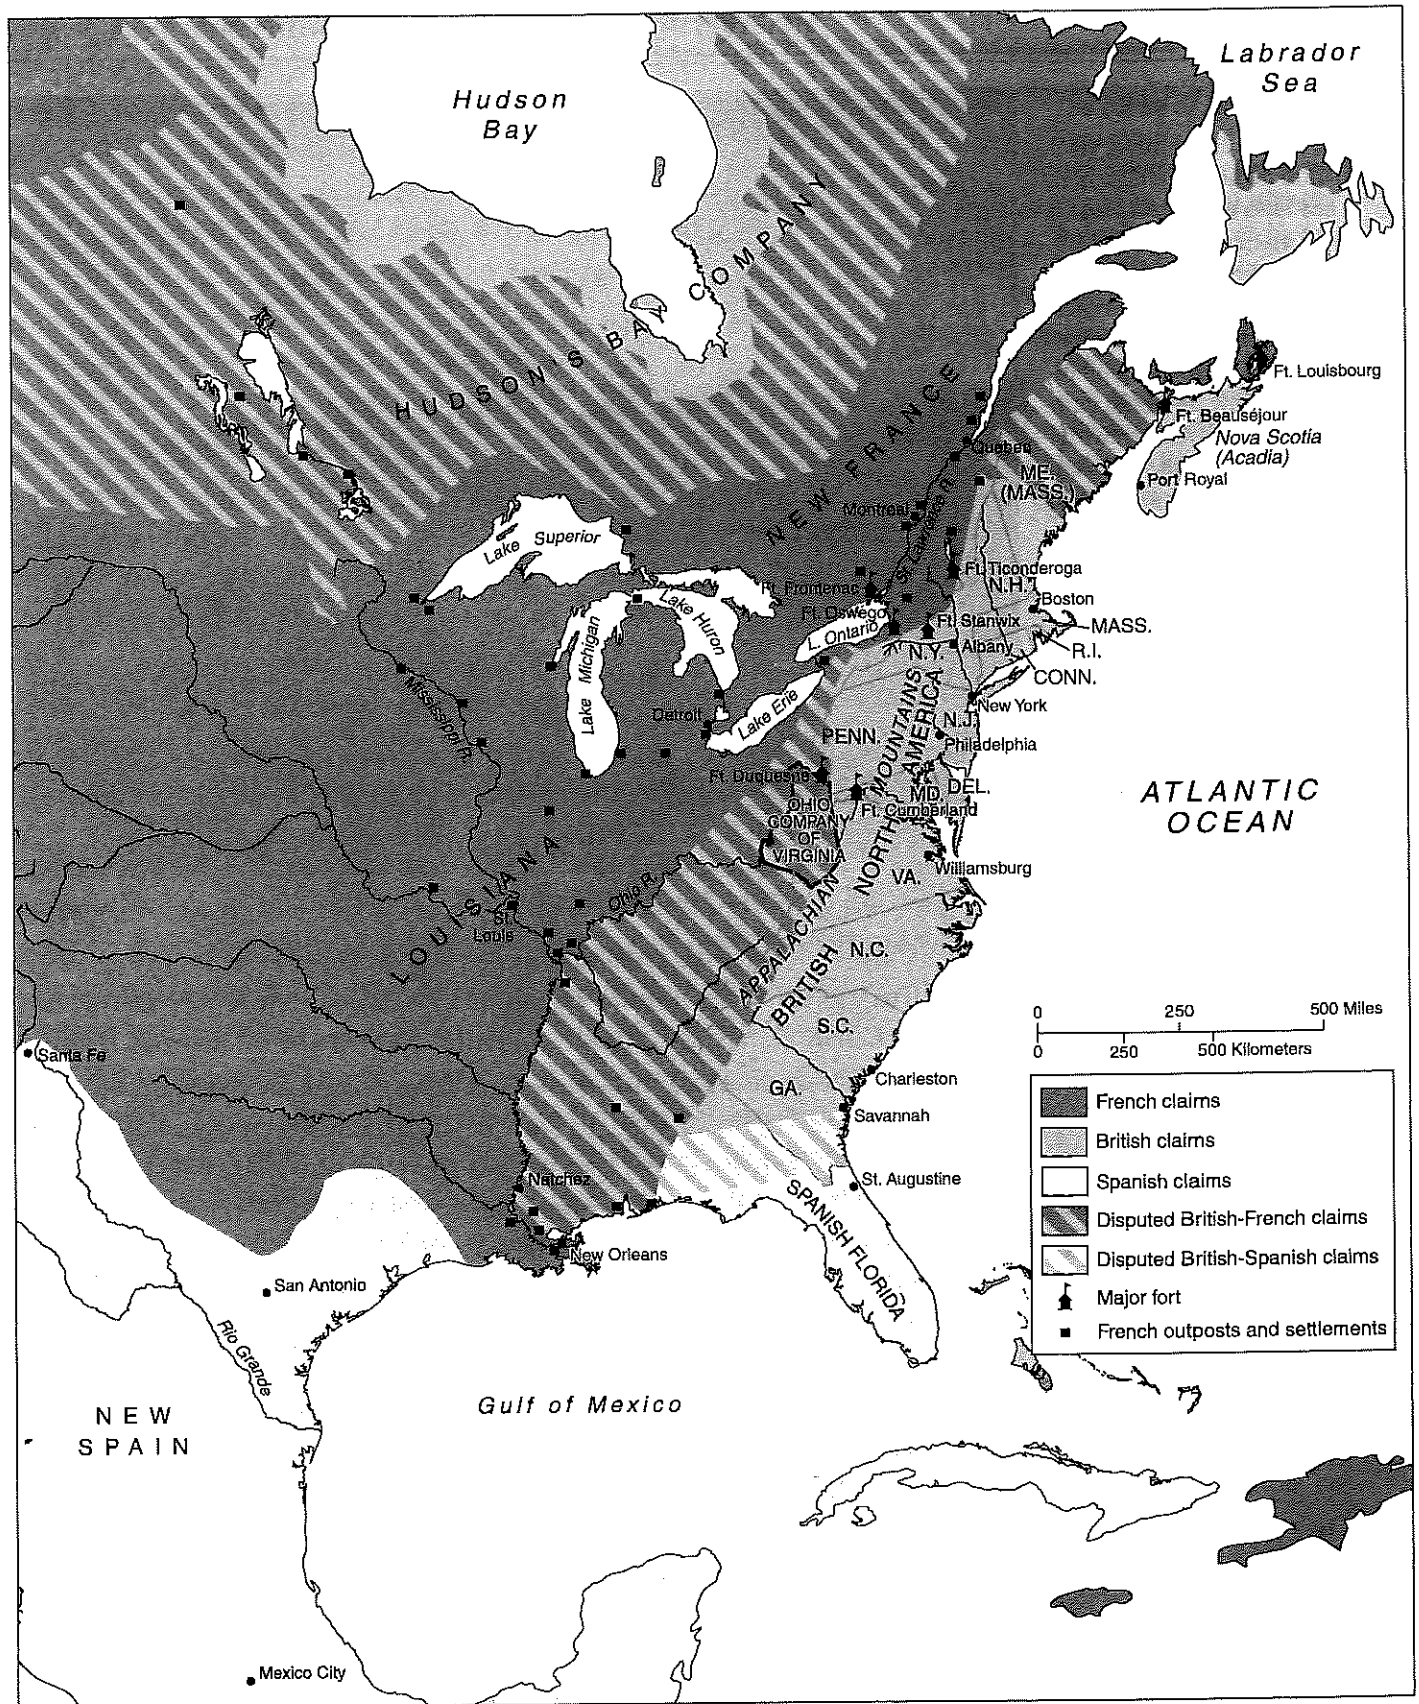 Labrador
Sea
Hudson
Bay
HUDSON'S BAY COMPANY
NEW FRANCE
Ft. Louisbourg
Ft. Beauséjour
Nova Scotia
(Acadia)
Port Royal
Quebec
ME.
(MASS.)
Montreal
St. Lawrence R.
Lake Superior
Ft. Ticonderoga
N.H.
Ft. Frontenac
Ft. Oswego
Boston
Lake Huron
Ft. Stanwix
MASS.
L. Ontario
Albany
R.I.
N.Y.
CONN.
Lake Michigan
Mississippi R.
New York
Detroit
Lake Erie
N.J.
PENN.
Philadelphia
Ft. Duquesne
DEL.
MD.
Ft. Cumberland
ATLANTIC
OCEAN
OHIO
COMPANY
OF
VIRGINIA
Williamsburg
VA.
APPALACHIAN MOUNTAINS
BRITISH NORTH AMERICA
LOUISIANA
Ohio R.
St.
Louis
N.C.
S.C.
0 250 500 Miles
0 250 500 Kilometers
Santa Fe
Charleston
GA.
Savannah
French claims
British claims
Spanish claims
Disputed British-French claims
Disputed British-Spanish claims
Major fort
French outposts and settlements
Natchez
St. Augustine
SPANISH FLORIDA
New Orleans
San Antonio
Rio Grande
Gulf of Mexico
NEW
SPAIN
Mexico City